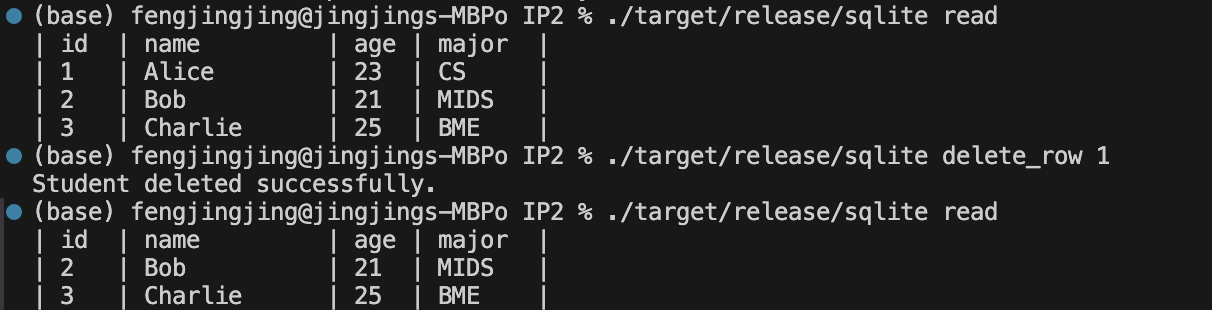 (base) fengjingjing@jingjings-MBPo IP2 % ./target/release/sqlite read
| id  | name         | age | major  |
| 1   | Alice        | 23  | CS     |
| 2   | Bob          | 21  | MIDS   |
| 3   | Charlie      | 25  | BME    |
(base) fengjingjing@jingjings-MBPo IP2 % ./target/release/sqlite delete_row 1
Student deleted successfully.
(base) fengjingjing@jingjings-MBPo IP2 % ./target/release/sqlite read
| id  | name         | age | major  |
| 2   | Bob          | 21  | MIDS   |
| 3   | Charlie      | 25  | BME    |